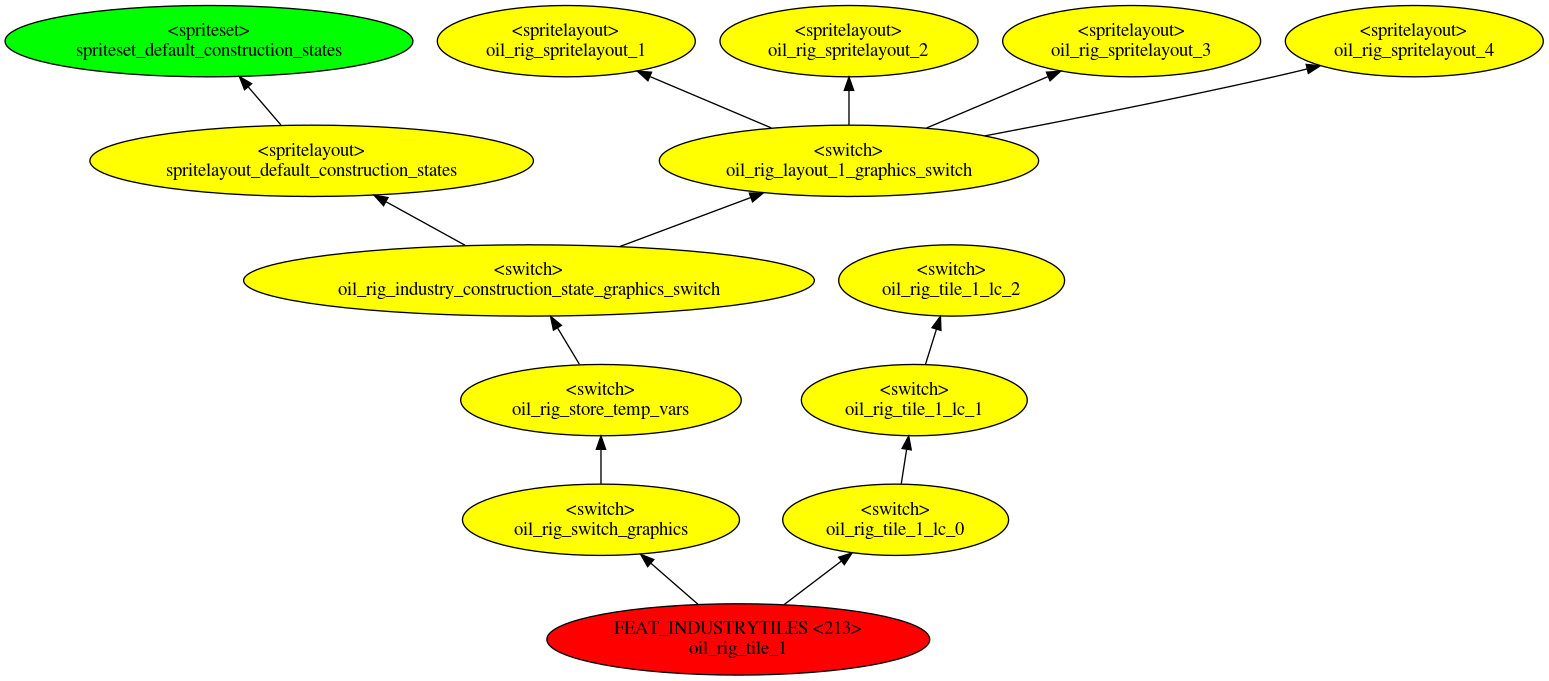 <spriteset>
spriteset_default_construction_states
<spritelayout>
oil_rig_spritelayout_1
<spritelayout>
oil_rig_spritelayout_2
<spritelayout>
oil_rig_spritelayout_3
<spritelayout>
oil_rig_spritelayout_4
<spritelayout>
spritelayout_default_construction_states
<switch>
oil_rig_layout_1_graphics_switch
<switch>
oil_rig_industry_construction_state_graphics_switch
<switch>
oil_rig_tile_1_lc_2
<switch>
oil_rig_store_temp_vars
<switch>
oil_rig_tile_1_lc_1
<switch>
oil_rig_switch_graphics
<switch>
oil_rig_tile_1_lc_0
FEAT_INDUSTRYTILES <213>
oil_rig_tile_1